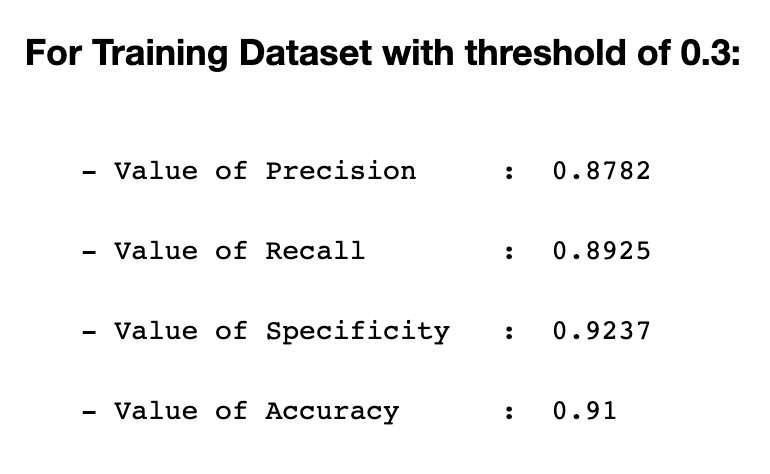 For Training Dataset with threshold of 0.3:
- Value of Precision : 0.8782
- Value of Recall : 0.8925
- Value of Specificity : 0.9237
- Value of Accuracy : 0.91